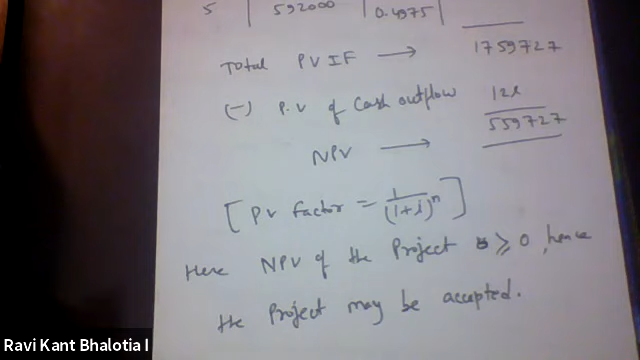 5 | 592000 | 0.4975 |
Total PVIF → 1759727
(-) P.V of Cash outflow 12L
NPV → 559727
[PV factor = 1/(1+i)^n]
Here NPV of the Project ≥ 0, hence
the Project may be accepted.
Ravi Kant Bhalotia I